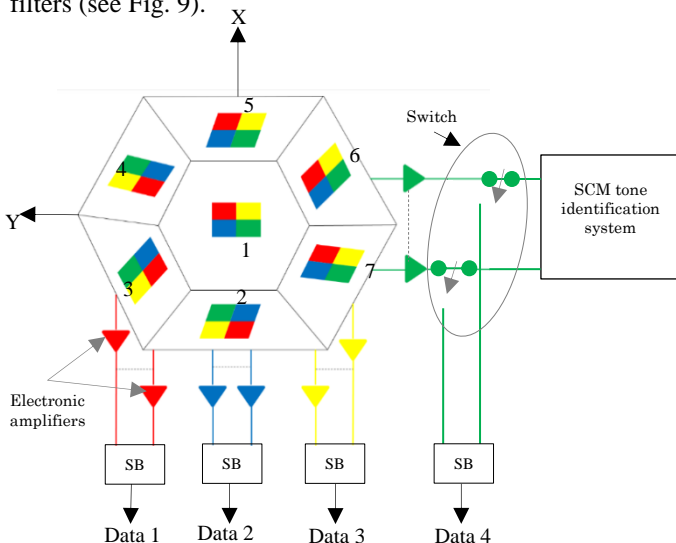 filters (see Fig. 9).
X
5
Switch
4
6
SCM tone
identification
system
Y
1
7
3
2
Electronic
amplifiers
SB
SB
SB
SB
Data 1
Data 2
Data 3
Data 4